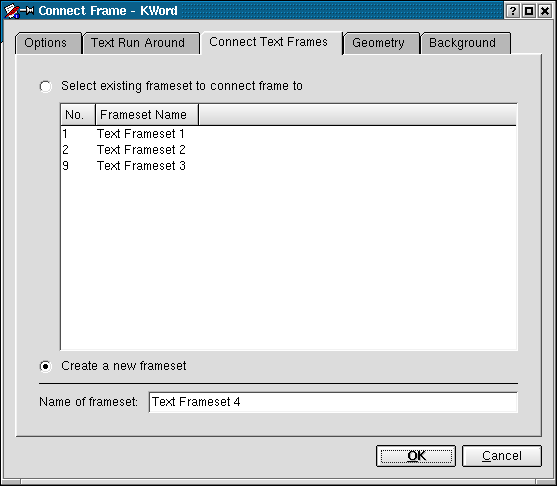 Connect Frame - KWord
Options Text Run Around Connect Text Frames Geometry Background
Select existing frameset to connect frame to
No. Frameset Name
1 Text Frameset 1
2 Text Frameset 2
9 Text Frameset 3
Create a new frameset
Name of frameset: Text Frameset 4
OK Cancel